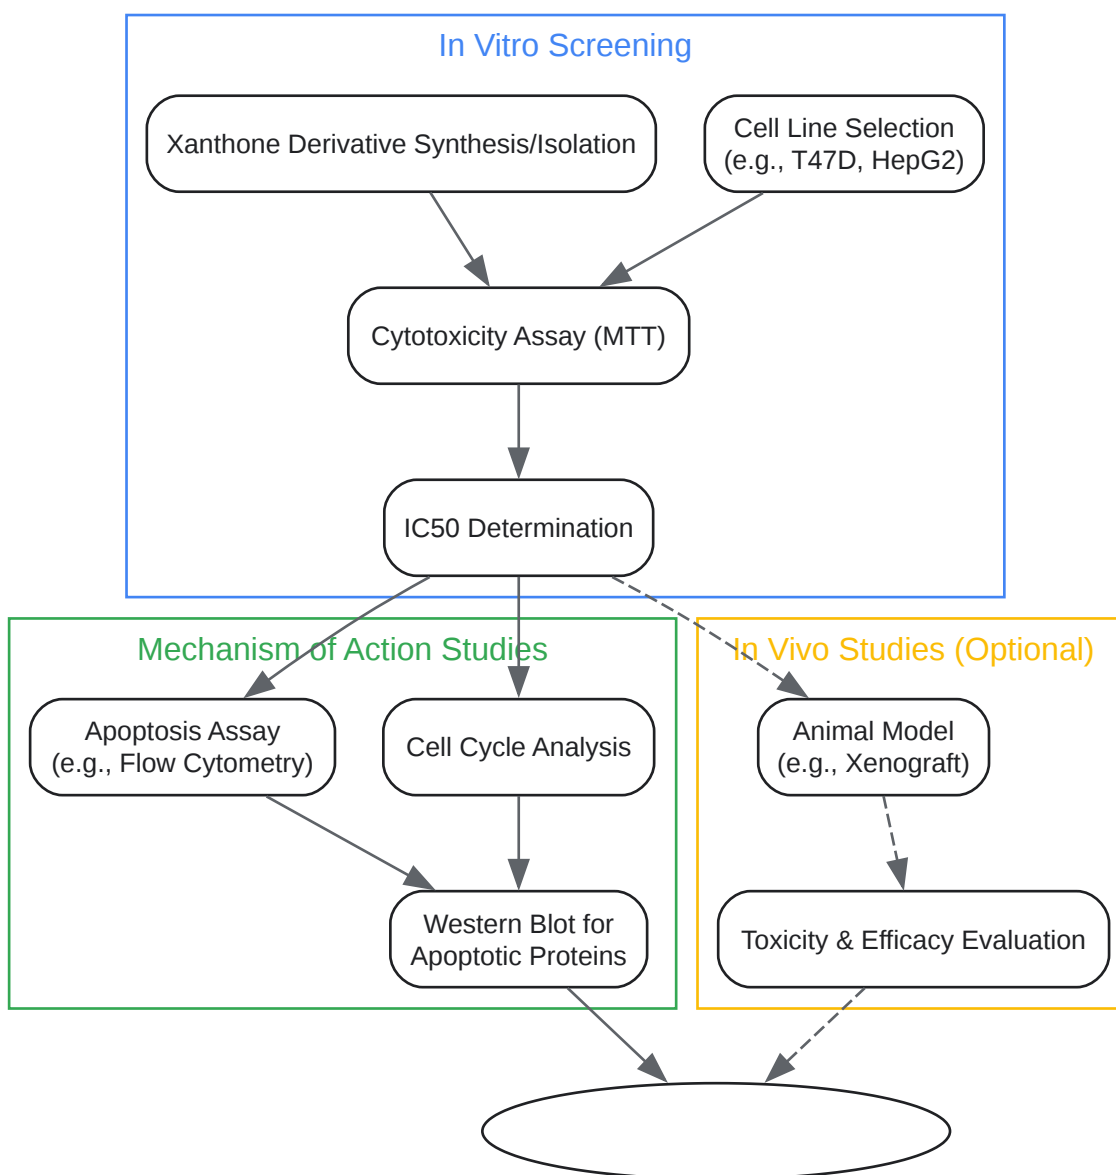 In Vitro Screening
Xanthone Derivative Synthesis/Isolation
Cell Line Selection
(e.g., T47D, HepG2)
Cytotoxicity Assay (MTT)
IC50 Determination
Mechanism of Action Studies
In Vivo Studies (Optional)
Apoptosis Assay
(e.g., Flow Cytometry)
Cell Cycle Analysis
Animal Model
(e.g., Xenograft)
Western Blot for
Apoptotic Proteins
Toxicity & Efficacy Evaluation